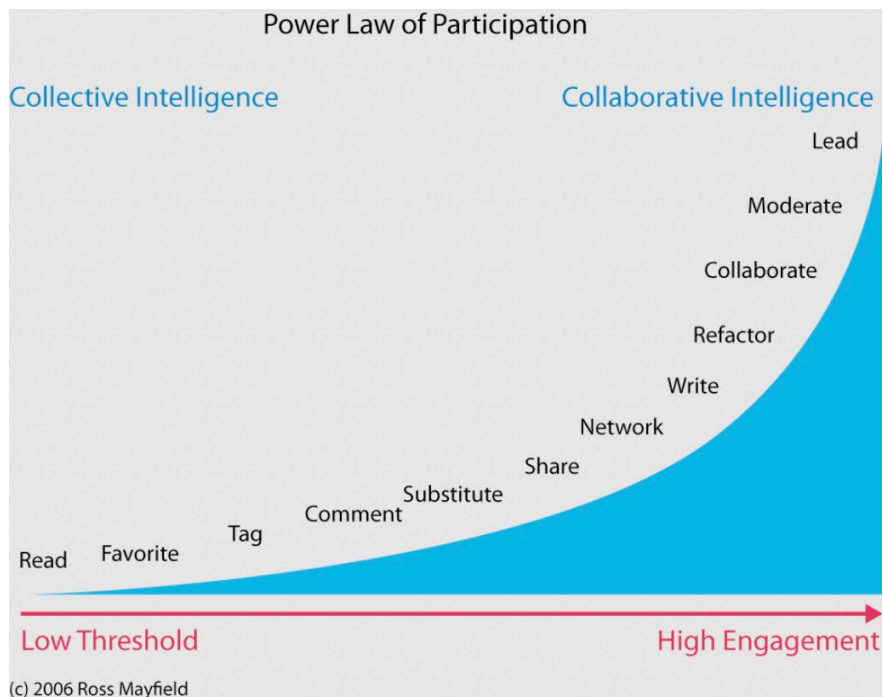 Power Law of Participation
Collective Intelligence
Collaborative Intelligence
Lead
Moderate
Collaborate
Refactor
Write
Network
Share
Substitute
Comment
Tag
Favorite
Read
Low Threshold
High Engagement
(c) 2006 Ross Mayfield